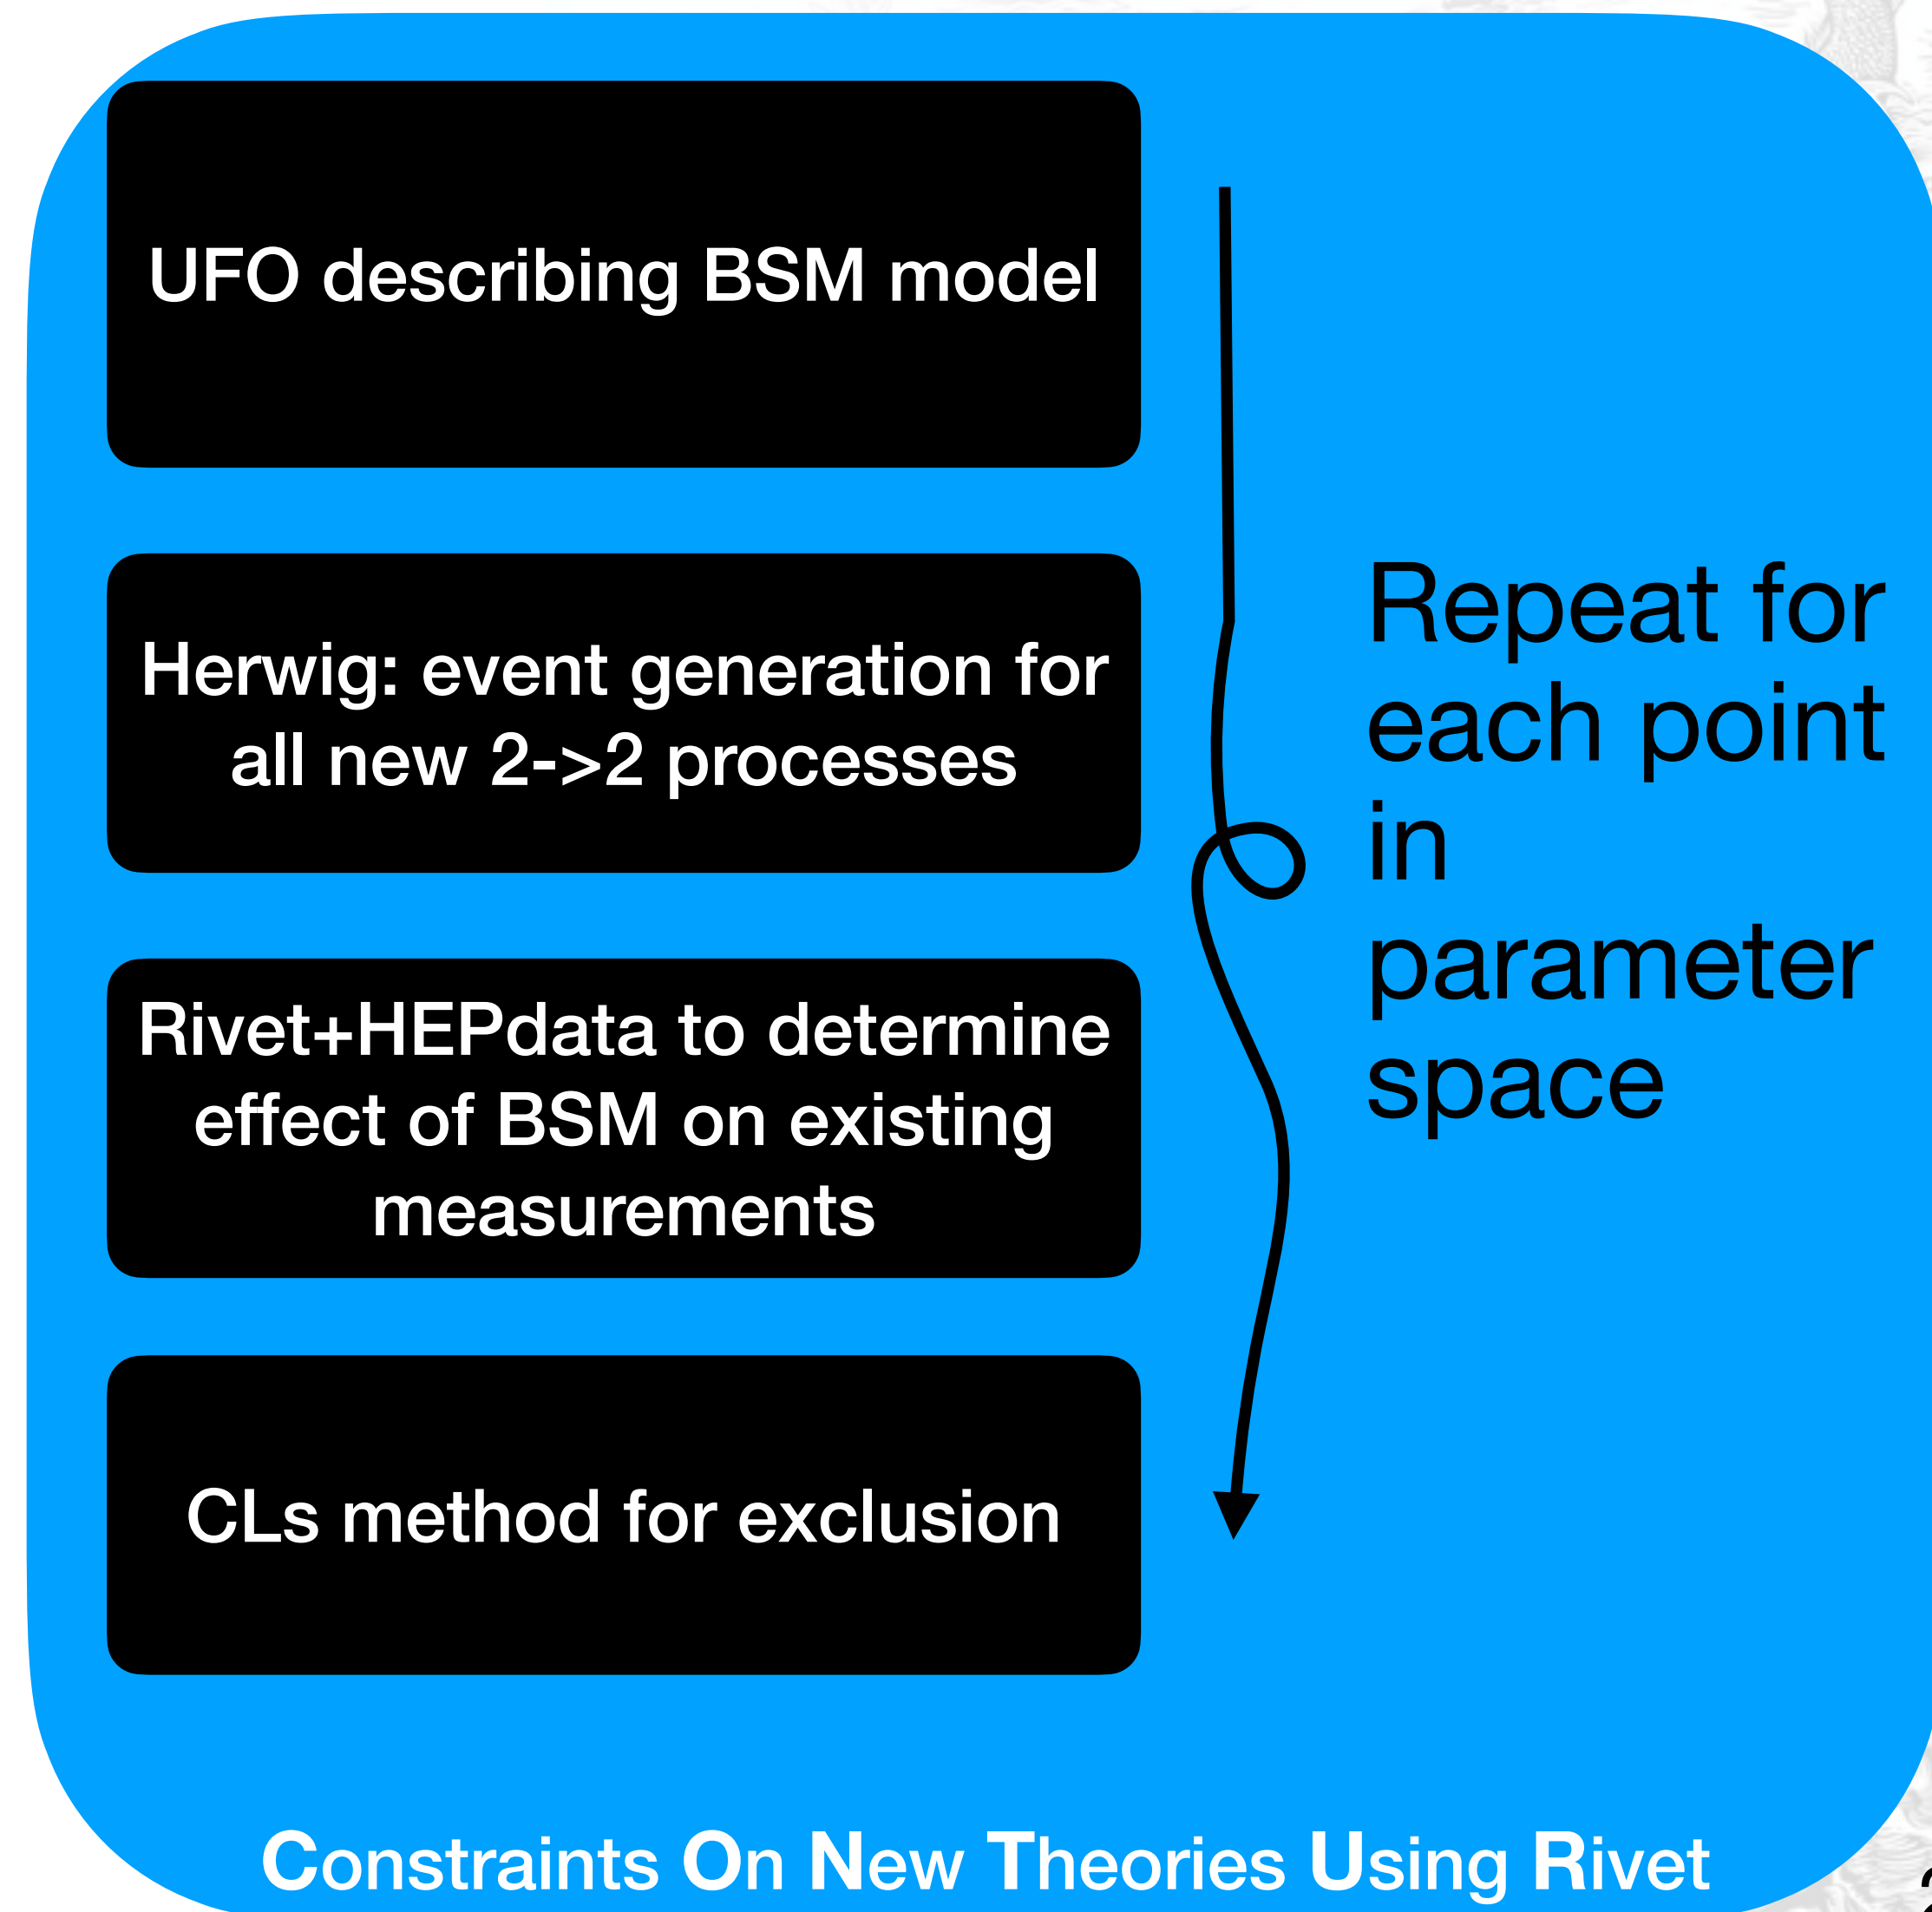 UFO describing BSM model
Herwig: event generation for
all new 2->2 processes
Rivet+HEPdata to determine
effect of BSM on existing
measurements
CLs method for exclusion
Repeat for
each point
in
parameter
space
Constraints On New Theories Using Rivet